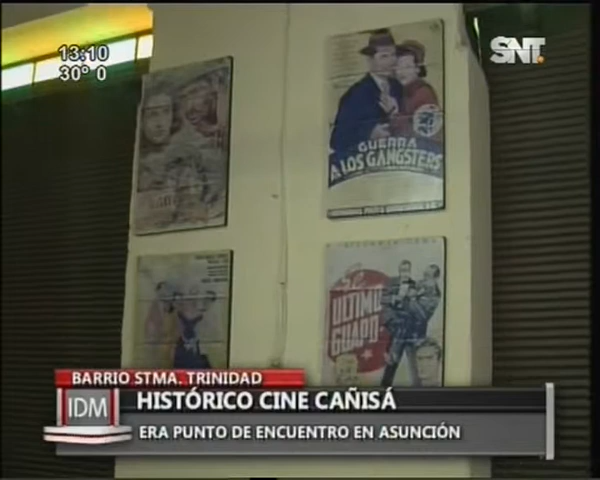 13:10
30° 0
SNT.
GUERRA
A LOS GANGSTERS
EL
ULTIMO
GUAPO
BARRIO STMA. TRINIDAD
IDM
HISTÓRICO CINE CAÑISÁ
ERA PUNTO DE ENCUENTRO EN ASUNCIÓN